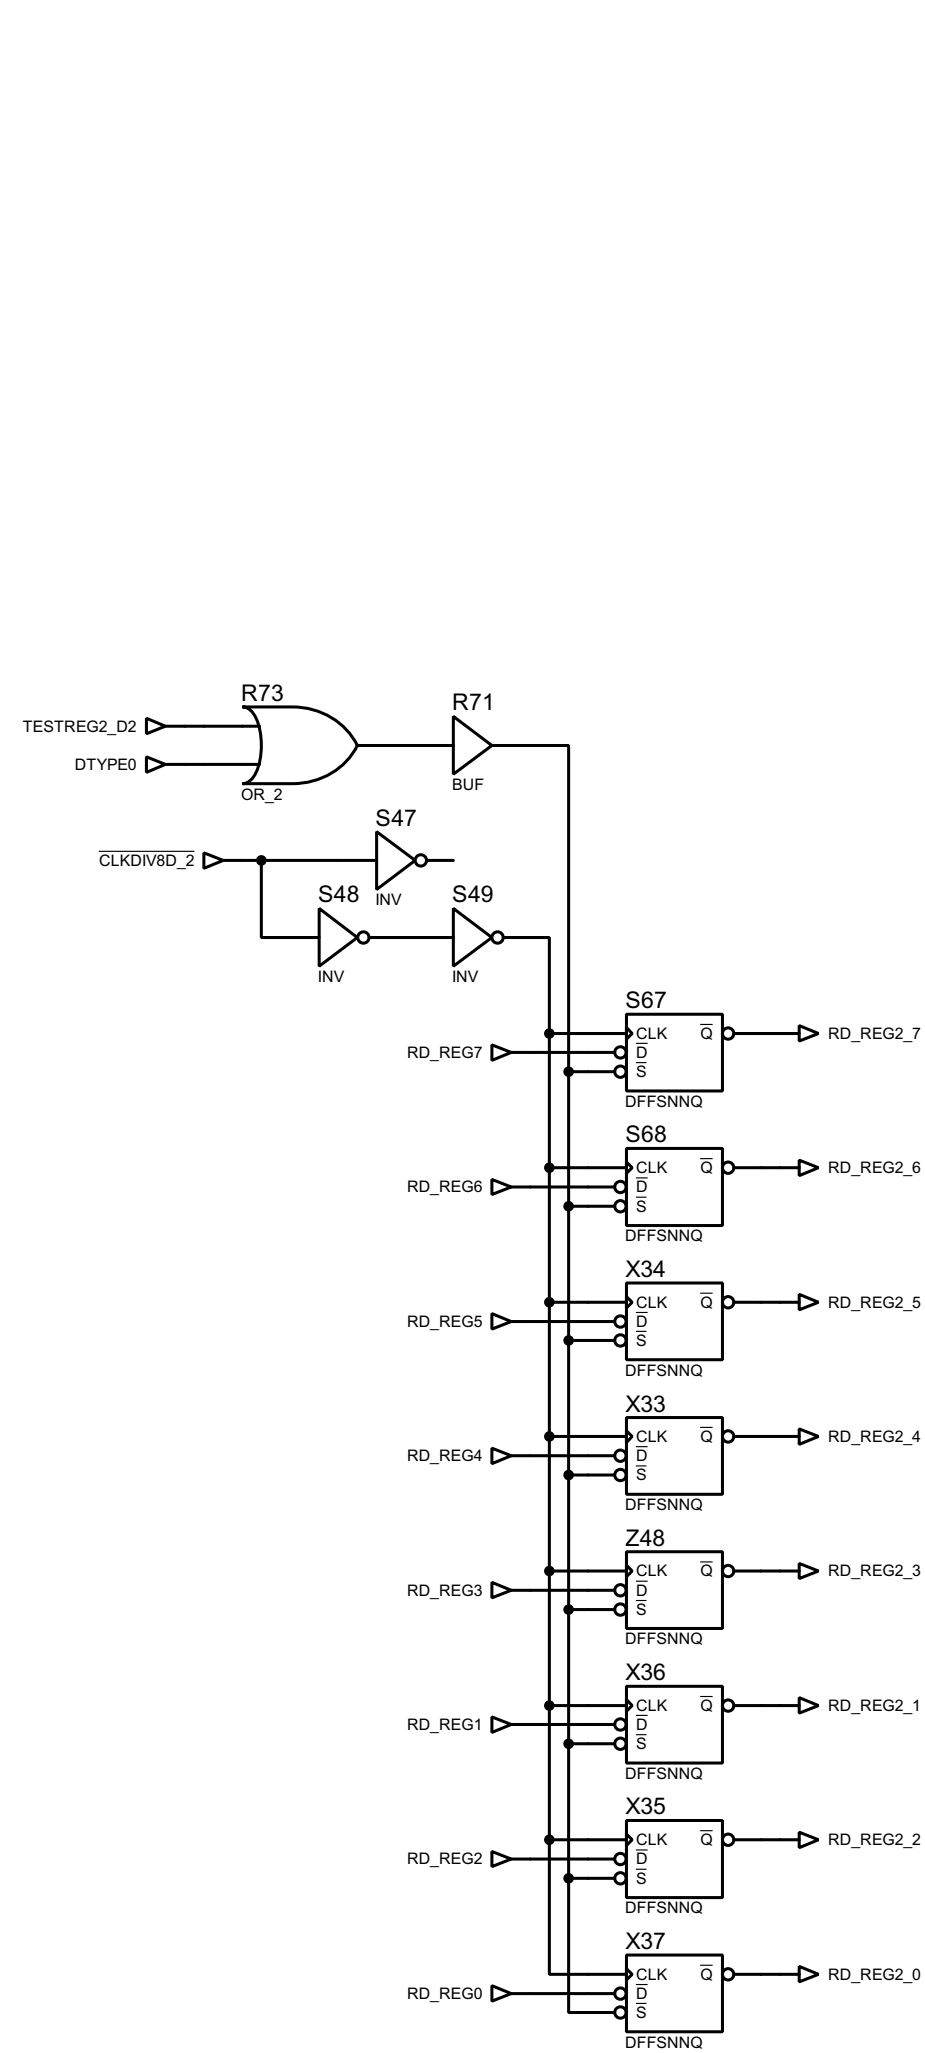 R73
R71
TESTREG2_D2
DTYPE0
OR_2
BUF
S47
CLKDIV8D_2
INV
S48
S49
INV
INV
S67
CLK Q
RD_REG2_7
RD_REG7
D
S
DFFSNNQ
S68
CLK Q
RD_REG2_6
RD_REG6
D
S
DFFSNNQ
X34
CLK Q
RD_REG2_5
RD_REG5
D
S
DFFSNNQ
X33
CLK Q
RD_REG2_4
RD_REG4
D
S
DFFSNNQ
Z48
CLK Q
RD_REG2_3
RD_REG3
D
S
DFFSNNQ
X36
CLK Q
RD_REG2_1
RD_REG1
D
S
DFFSNNQ
X35
CLK Q
RD_REG2_2
RD_REG2
D
S
DFFSNNQ
X37
CLK Q
RD_REG2_0
RD_REG0
D
S
DFFSNNQ